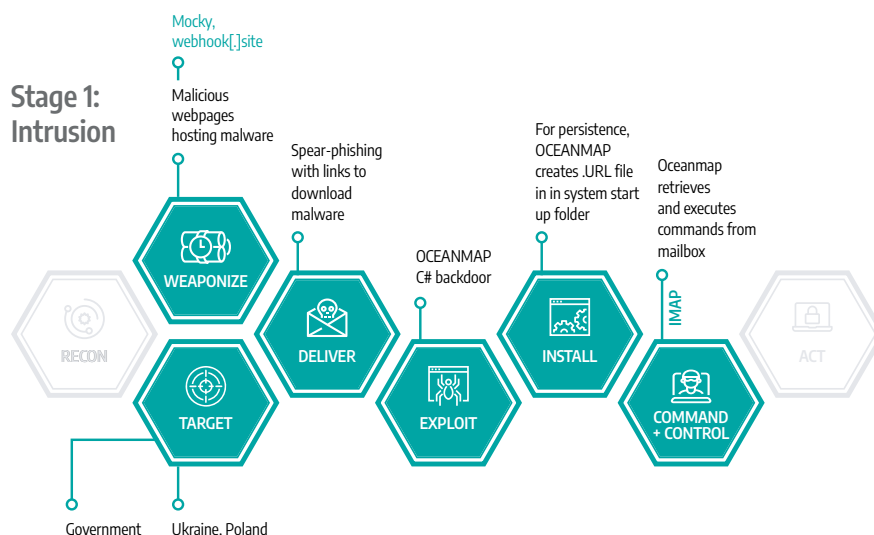 Mocky,
webhook[.]site
Stage 1:
Intrusion
Malicious
webpages
hosting malware
Spear-phishing
with links to
download
malware
For persistence,
OCEANMAP
creates .URL file
in in system start
up folder
Oceanmap
retrieves
and executes
commands from
mailbox
OCEANMAP
C# backdoor
IMAP
WEAPONIZE
RECON
DELIVER
INSTALL
ACT
TARGET
EXPLOIT
COMMAND
+ CONTROL
Government
Ukraine, Poland